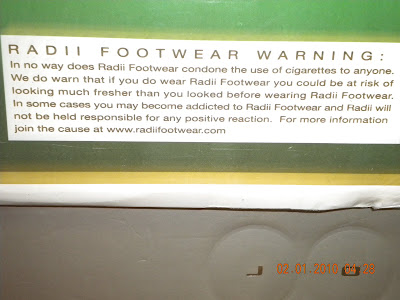 RADII FOOTWEAR WARNING:
In no way does Radii Footwear condone the use of cigarettes to anyone.
We do warn that if you do wear Radii Footwear you could be at risk of
looking much fresher than you looked before wearing Radii Footwear.
In some cases you may become addicted to Radii Footwear and Radii will
not be held responsible for any positive reaction. For more information
join the cause at www.radiifootwear.com